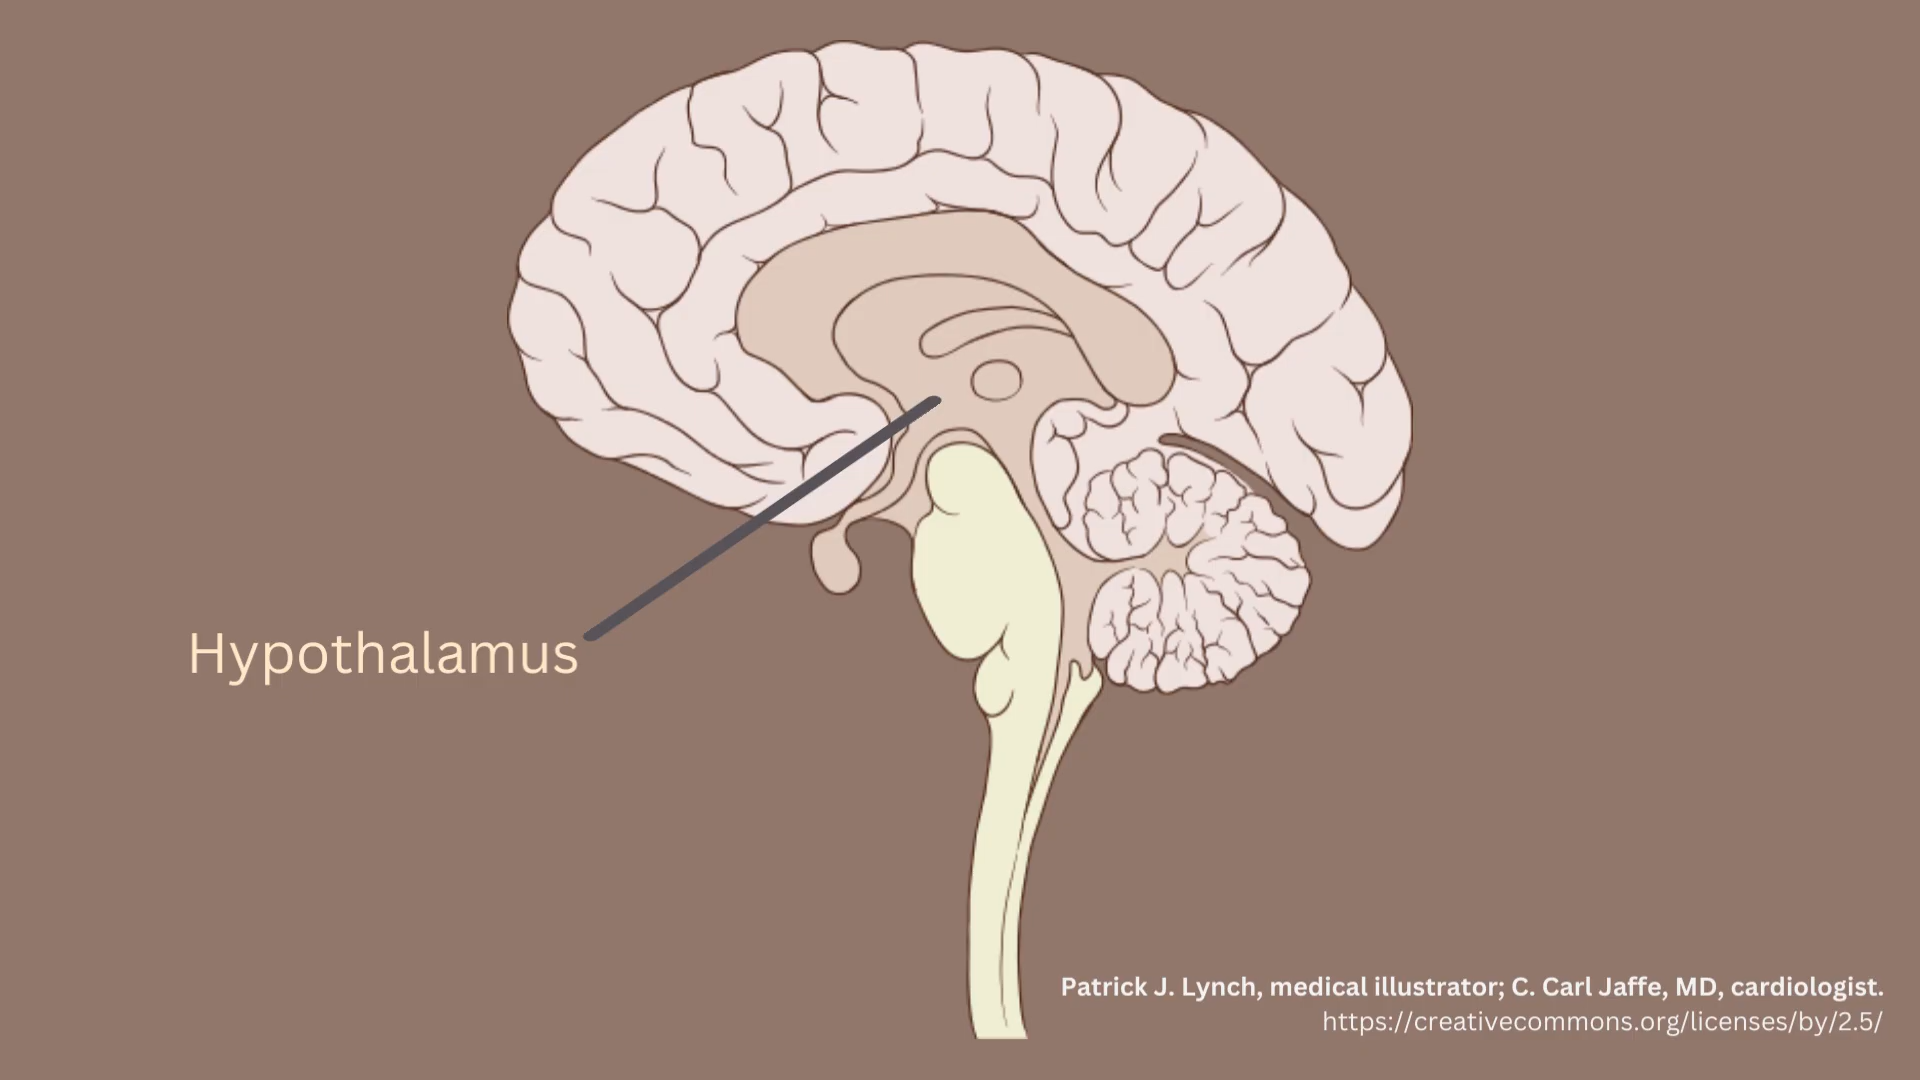 Hypothalamus
Patrick J. Lynch, medical illustrator; C. Carl Jaffe, MD, cardiologist.
https://creativecommons.org/licenses/by/2.5/